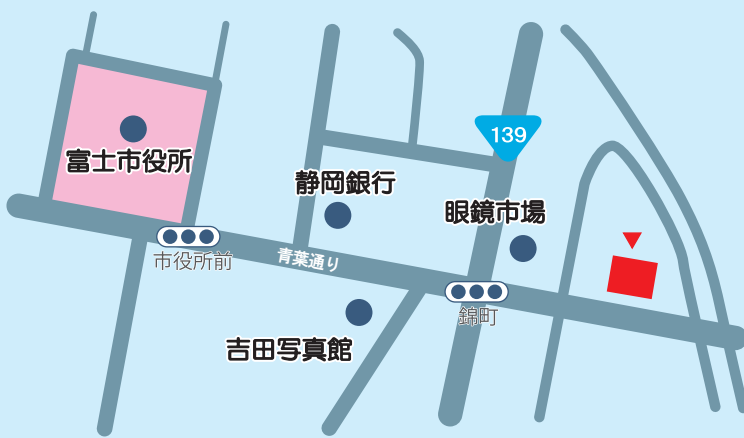 139
富士市役所
静岡銀行
眼鏡市場
市役所前
青葉通り
錦町
吉田写真館